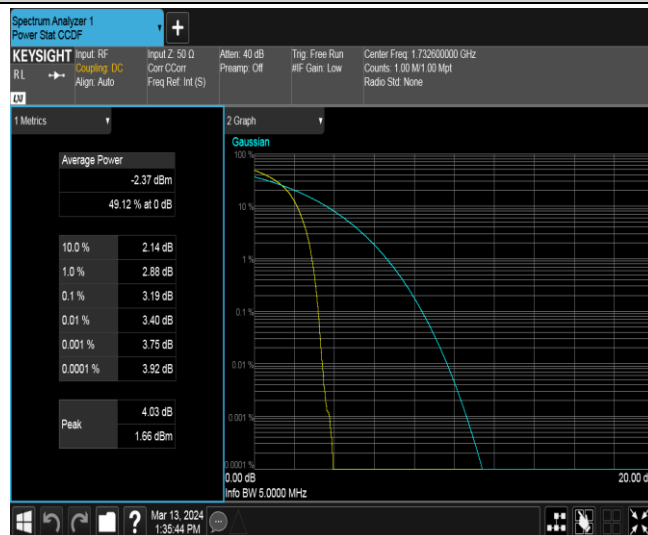 Spectrum Analyzer 1
Power Stat CCDF
+
KEYSIGHT
RL
LXI
Input: RF
Coupling: DC
Align: Auto
Input Z: 50 Ω
Corr CCorr
Freq Ref: Int (S)
Atten: 40 dB
Preamp: Off
Trig: Free Run
#IF Gain: Low
Center Freq: 1.732600000 GHz
Counts: 1.00 M/1.00 Mpt
Radio Std: None
1 Metrics
Average Power
-2.37 dBm
49.12 % at 0 dB
10.0 % 2.14 dB
1.0 % 2.88 dB
0.1 % 3.19 dB
0.01 % 3.40 dB
0.001 % 3.75 dB
0.0001 % 3.92 dB
Peak
4.03 dB
1.66 dBm
2 Graph
Gaussian
100 %
10 %
1 %
0.1 %
0.01 %
0.001 %
0.0001 %
0.00 dB 20.00 d
Info BW 5.0000 MHz
?
Mar 13, 2024
1:35:44 PM